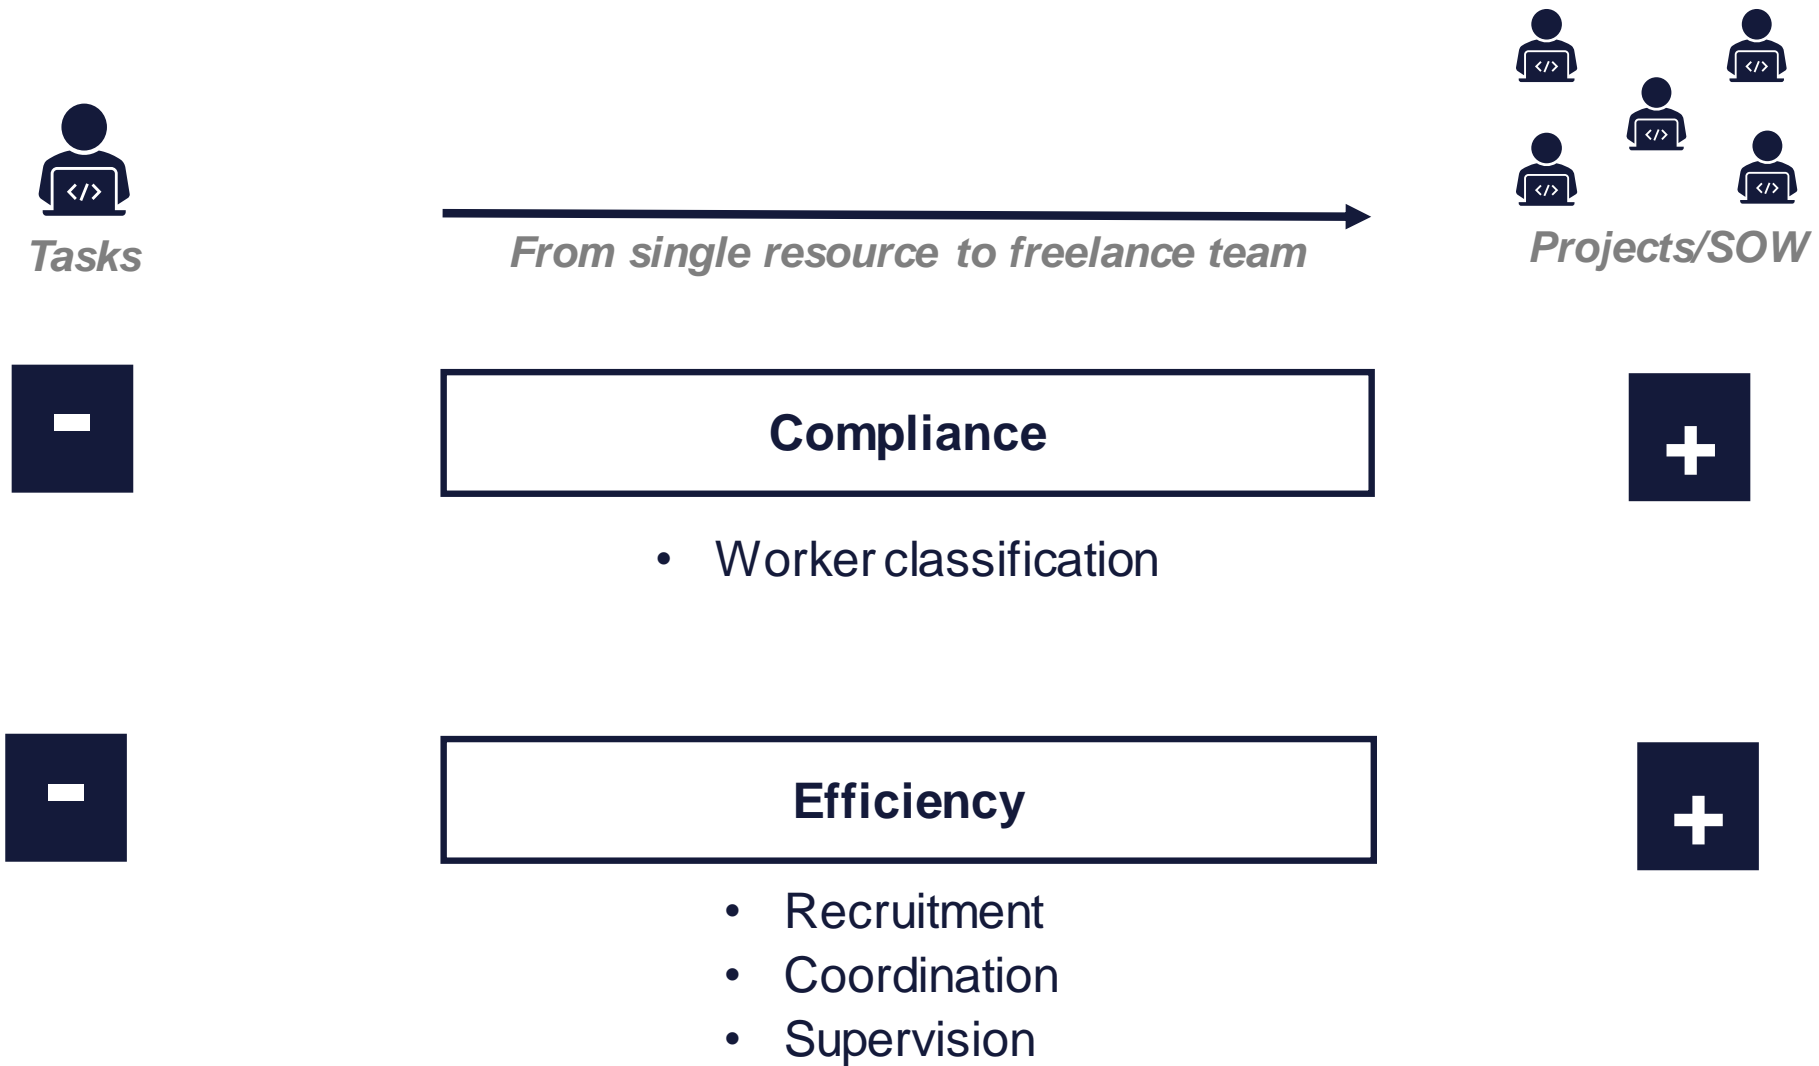 </>
</>
</>
</>
</>
</>
Tasks
From single resource to freelance team
Projects/SOW
-
Compliance
+
• Worker classification
-
Efficiency
+
• Recruitment
• Coordination
• Supervision